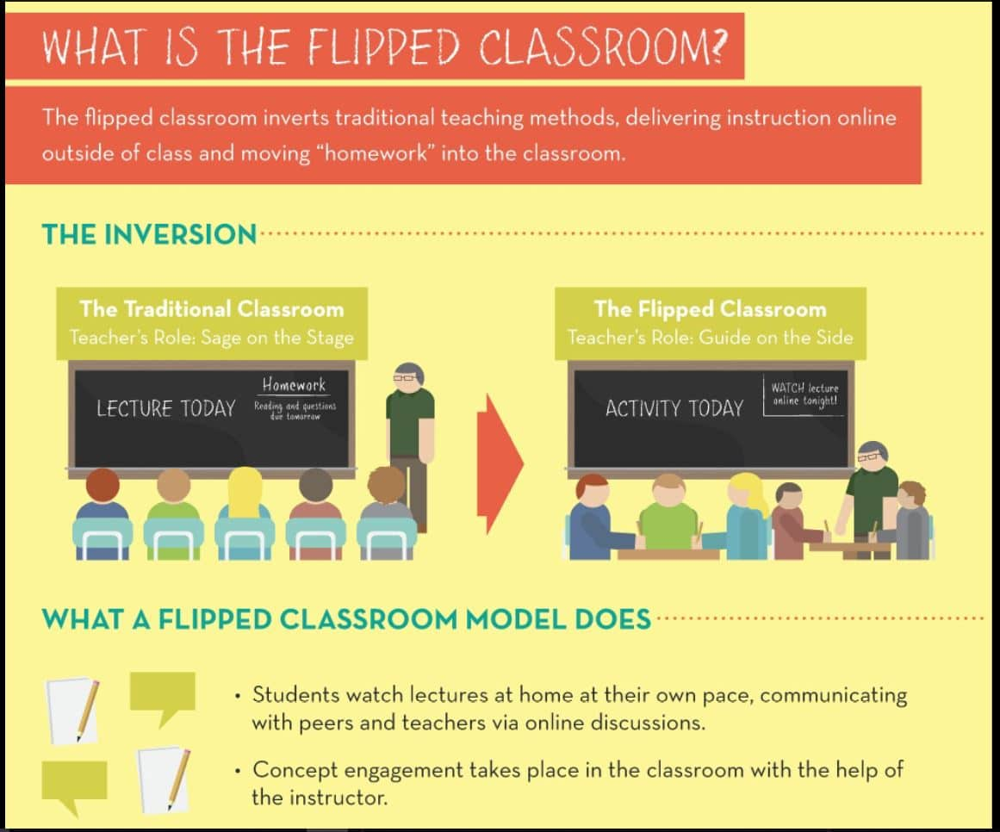 WHAT IS THE FLIPPED CLASSROOM?
The flipped classroom inverts traditional teaching methods, delivering instruction online
outside of class and moving “homework” into the classroom.
THE INVERSION
The Traditional Classroom
Teacher’s Role: Sage on the Stage
LECTURE TODAY
Homework
Reading and questions
due tomorrow
The Flipped Classroom
Teacher’s Role: Guide on the Side
ACTIVITY TODAY
WATCH lecture
online tonight!
WHAT A FLIPPED CLASSROOM MODEL DOES
• Students watch lectures at home at their own pace, communicating
with peers and teachers via online discussions.
• Concept engagement takes place in the classroom with the help of
the instructor.